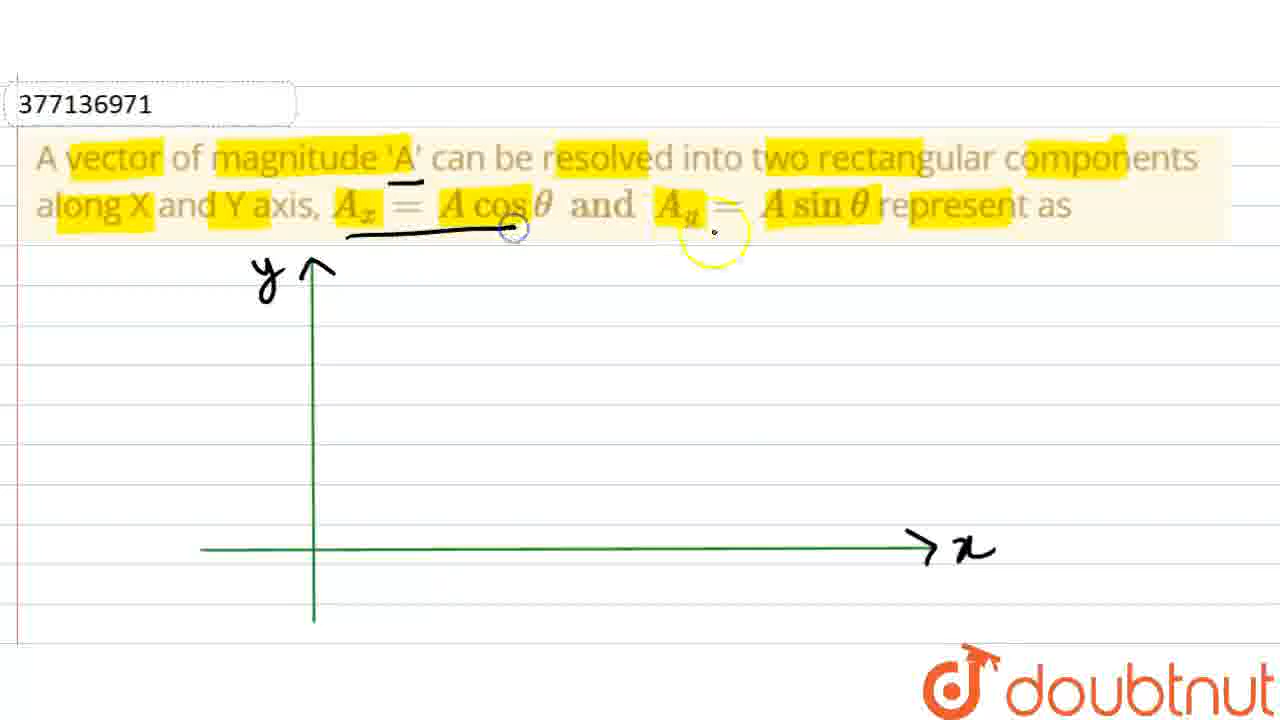 377136971
A vector of magnitude 'A' can be resolved into two rectangular components
along X and Y axis, Aₓ = A cos θ and A_y = A sin θ represent as
y
x
doubtnut